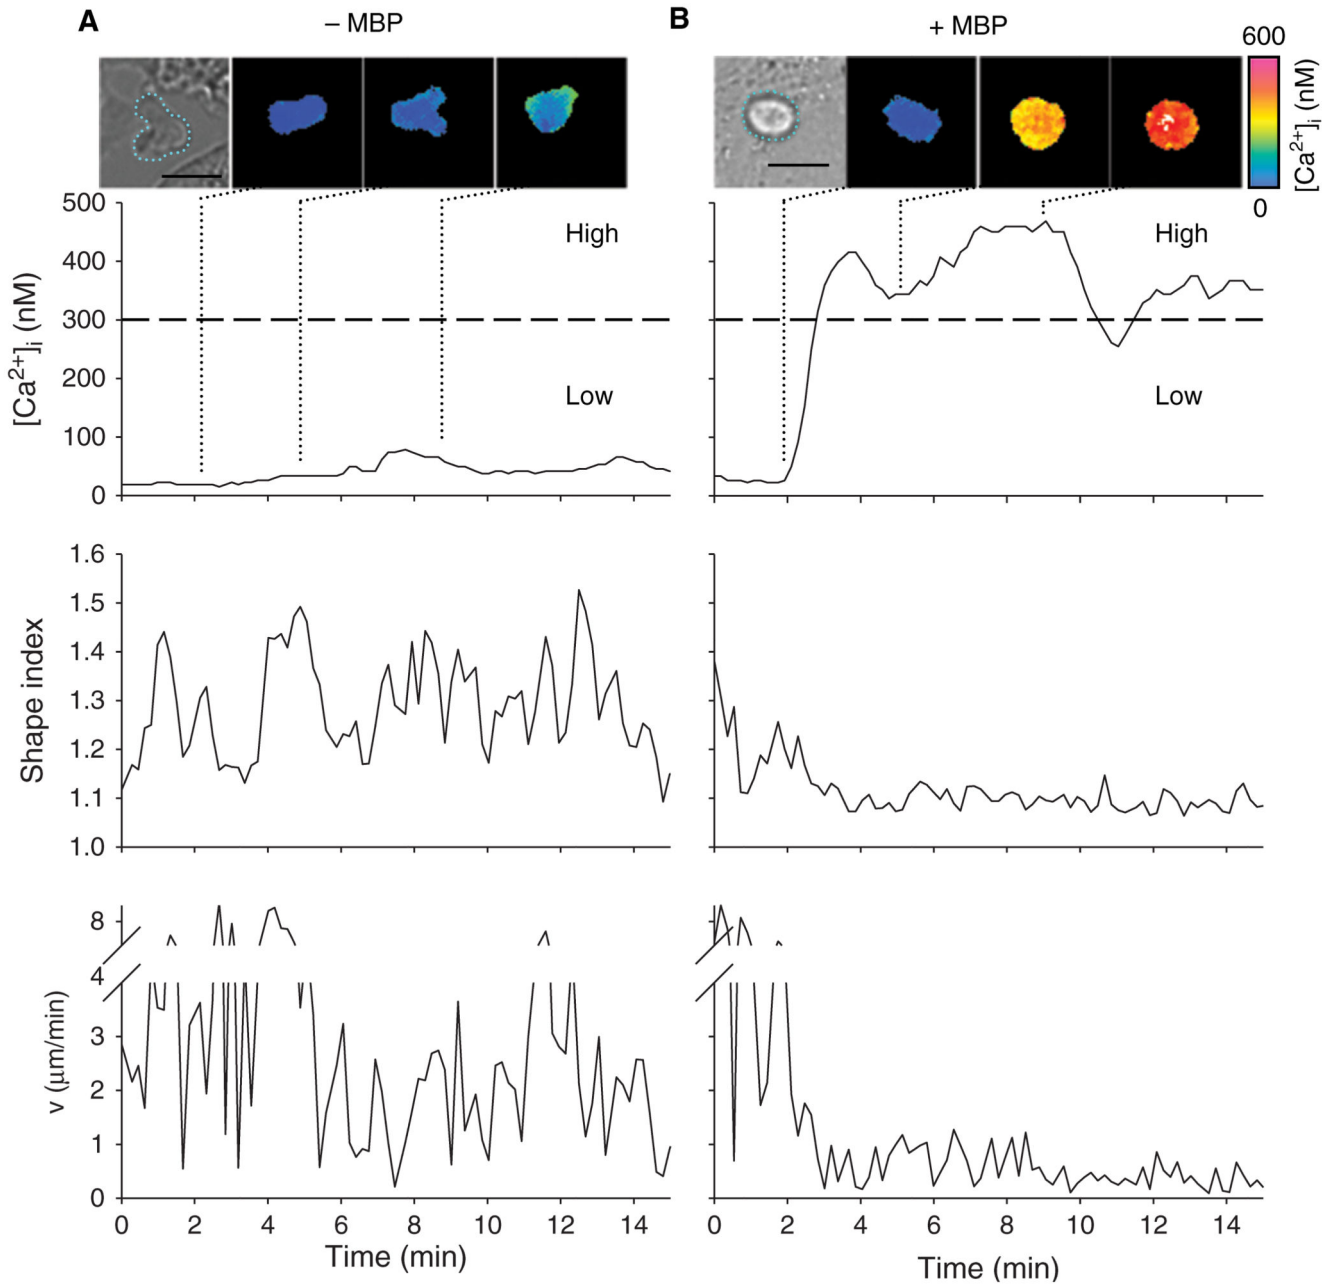 A
– MBP
B
+ MBP
600
[Ca²⁺]ᵢ (nM)
0
500
400
300
200
100
0
[Ca²⁺]ᵢ (nM)
High
Low
High
Low
1.6
1.5
1.4
1.3
1.2
1.1
1.0
Shape index
8
4
3
2
1
0
v (μm/min)
0 2 4 6 8 10 12 14
Time (min)
0 2 4 6 8 10 12 14
Time (min)